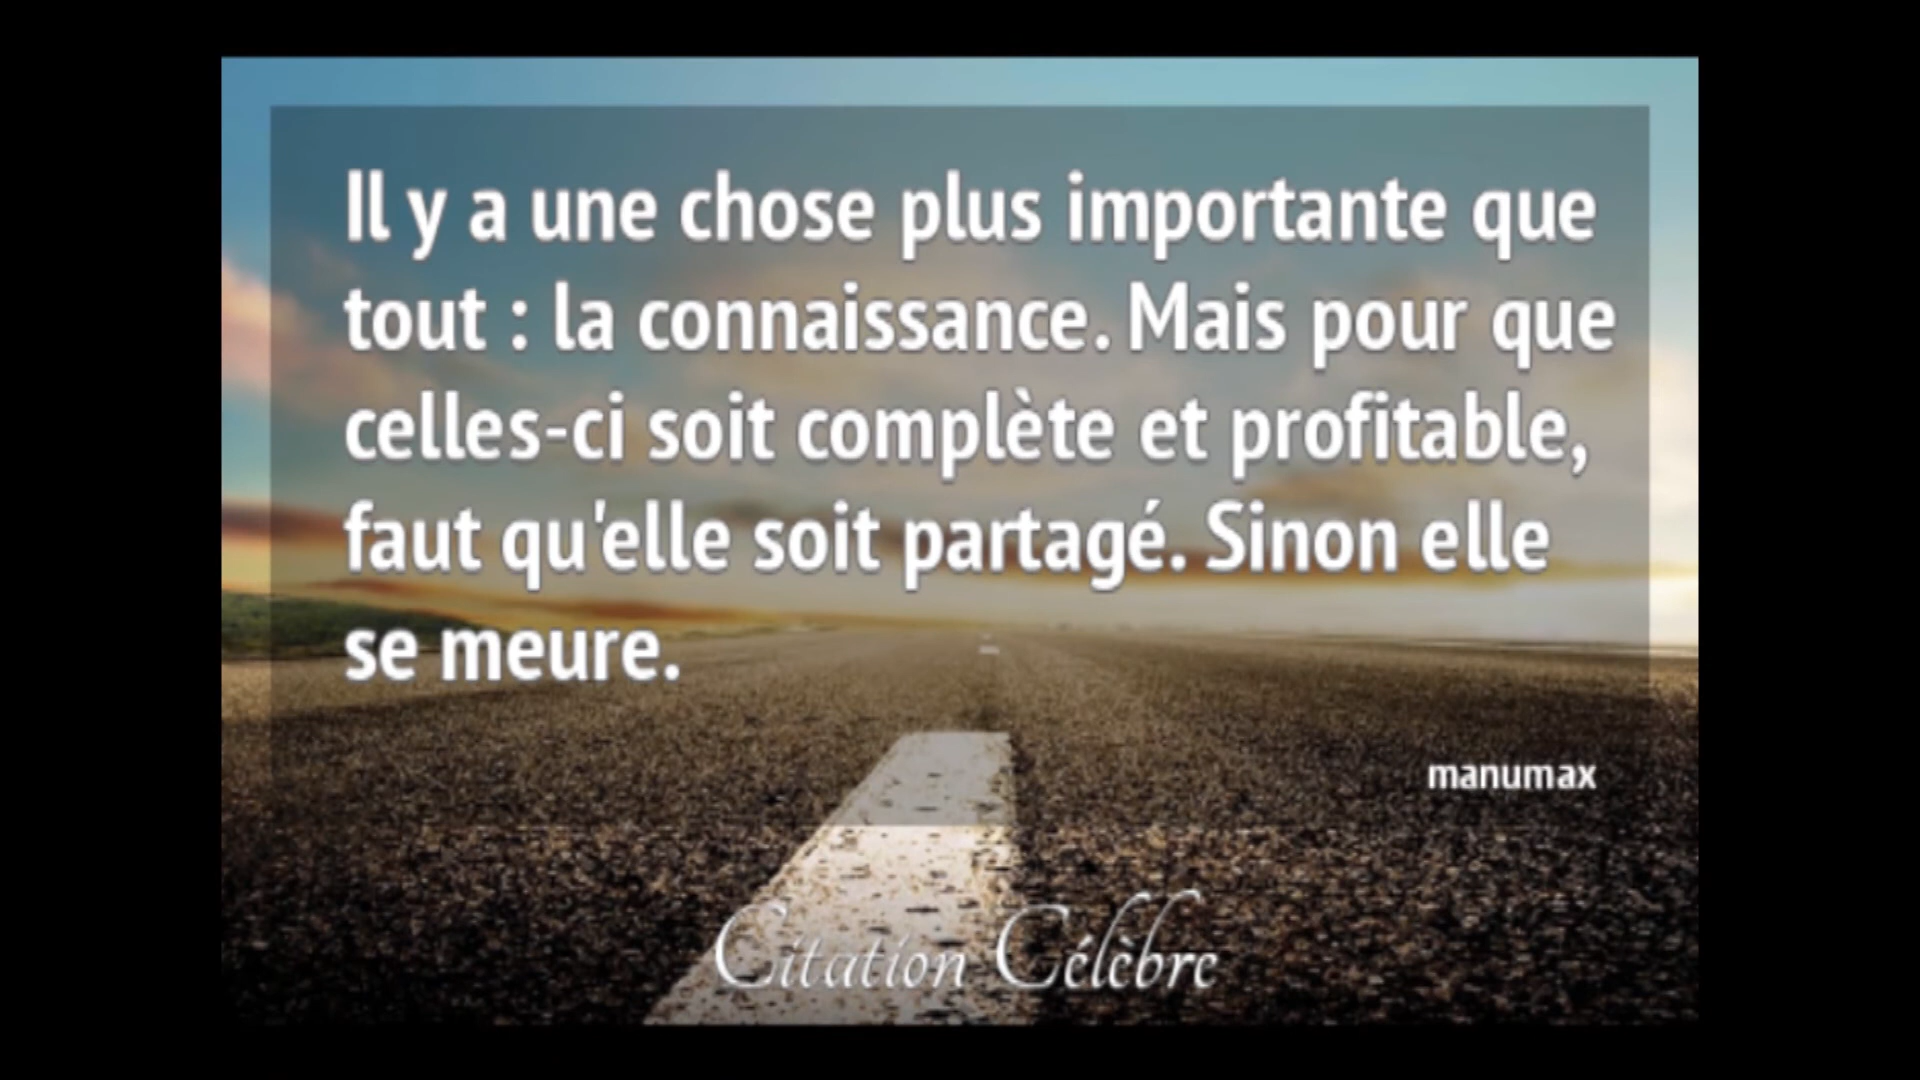 Il y a une chose plus importante que
tout : la connaissance. Mais pour que
celles-ci soit complète et profitable,
faut qu'elle soit partagé. Sinon elle
se meure.
manumax
Citation Célèbre